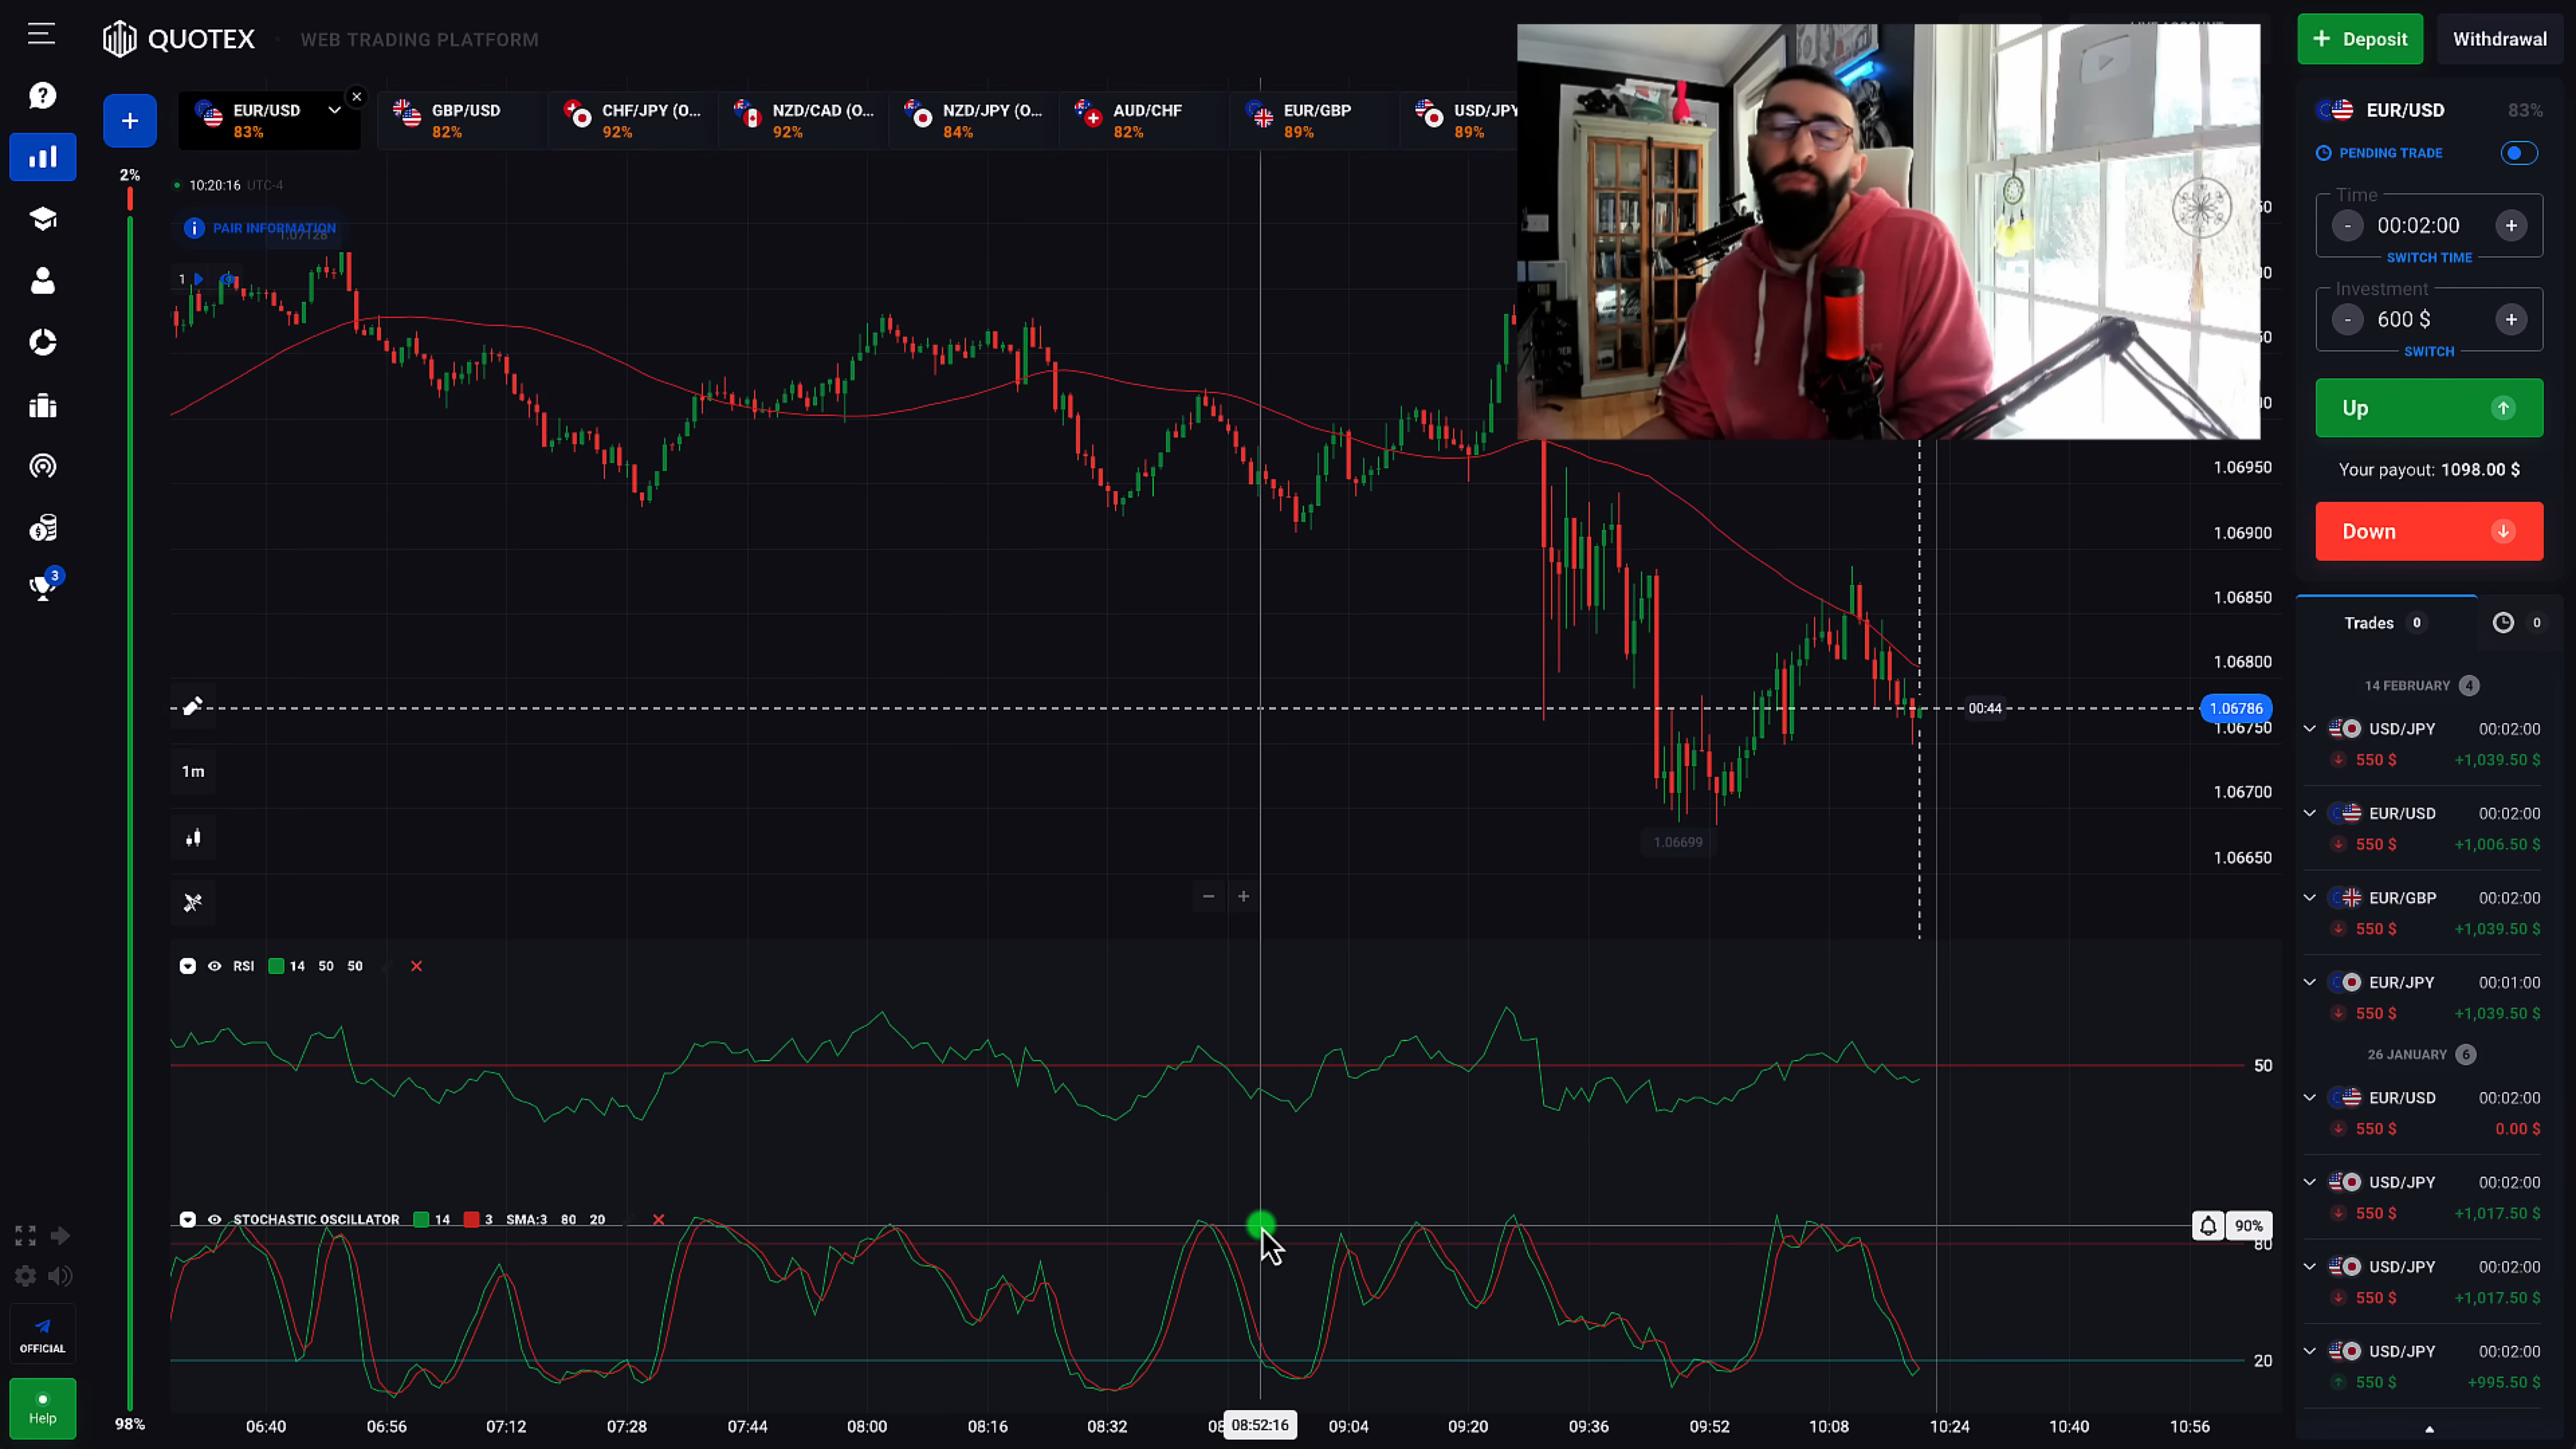 QUOTEX
WEB TRADING PLATFORM
+ Deposit
Withdrawal
EUR/USD
83%
GBP/USD
82%
CHF/JPY (O...
92%
NZD/CAD (O...
92%
NZD/JPY (O...
84%
AUD/CHF
82%
EUR/GBP
89%
USD/JPY
89%
2%
10:20:16 UTC-4
PAIR INFORMATION
1.07128
1
EUR/USD 83%
PENDING TRADE
Time
- 00:02:00 +
SWITCH TIME
Investment
- 600 $ +
SWITCH
Up
Your payout: 1098.00 $
Down
1.06950
1.06900
1.06850
1.06800
00:44
1.06786
1.06750
1.06700
1.06650
1.06699
1m
Trades 0
0
14 FEBRUARY 4
USD/JPY 00:02:00
550 $ +1,039.50 $
EUR/USD 00:02:00
550 $ +1,006.50 $
EUR/GBP 00:02:00
550 $ +1,039.50 $
EUR/JPY 00:01:00
550 $ +1,039.50 $
26 JANUARY 6
EUR/USD 00:02:00
550 $ 0.00 $
USD/JPY 00:02:00
550 $ +1,017.50 $
USD/JPY 00:02:00
550 $ +1,017.50 $
USD/JPY 00:02:00
550 $ +995.50 $
3
RSI 14 50 50
50
STOCHASTIC OSCILLATOR 14 3 SMA:3 80 20
90%
80
20
OFFICIAL
Help
98%
06:40 06:56 07:12 07:28 07:44 08:00 08:16 08:32 08:52:16 09:04 09:20 09:36 09:52 10:08 10:24 10:40 10:56